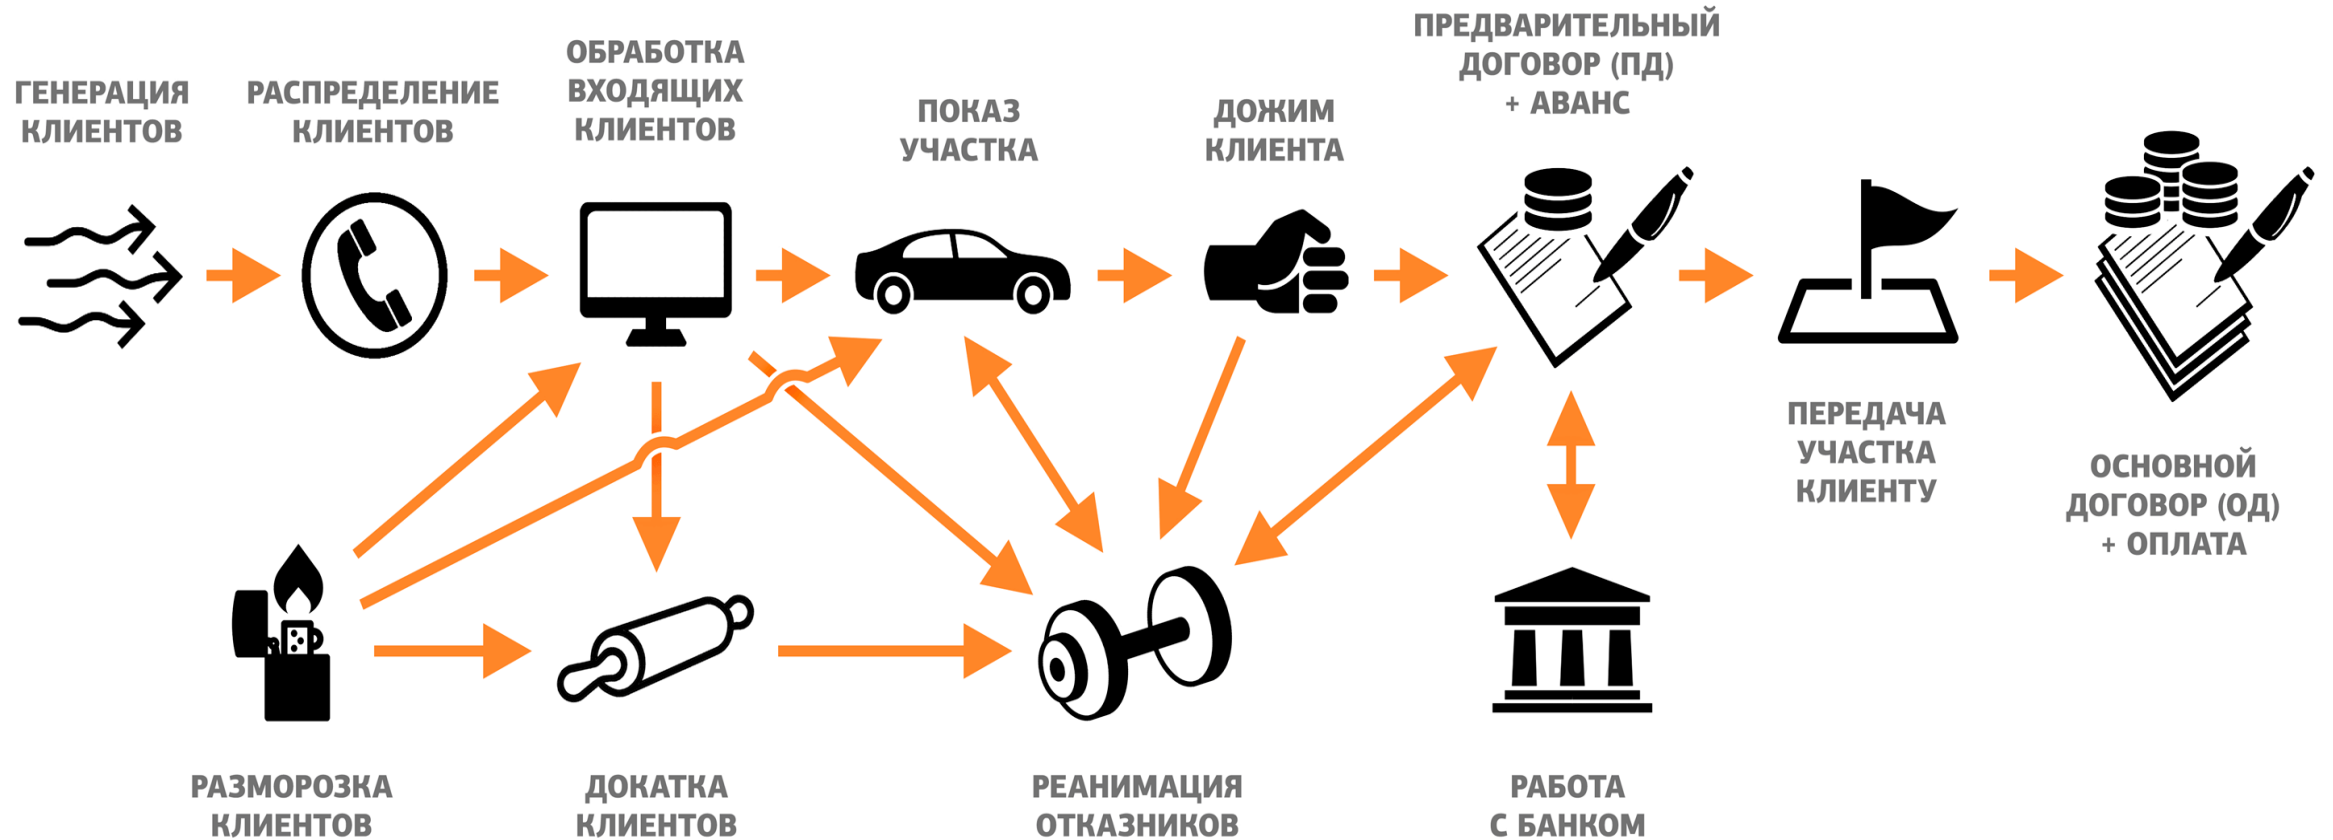 ГЕНЕРАЦИЯ
КЛИЕНТОВ
РАСПРЕДЕЛЕНИЕ
КЛИЕНТОВ
ОБРАБОТКА
ВХОДЯЩИХ
КЛИЕНТОВ
ПОКАЗ
УЧАСТКА
ДОЖИМ
КЛИЕНТА
ПРЕДВАРИТЕЛЬНЫЙ
ДОГОВОР (ПД)
+ АВАНС
ПЕРЕДАЧА
УЧАСТКА
КЛИЕНТУ
ОСНОВНОЙ
ДОГОВОР (ОД)
+ ОПЛАТА
РАЗМОРОЗКА
КЛИЕНТОВ
ДОКАТКА
КЛИЕНТОВ
РЕАНИМАЦИЯ
ОТКАЗНИКОВ
РАБОТА
С БАНКОМ